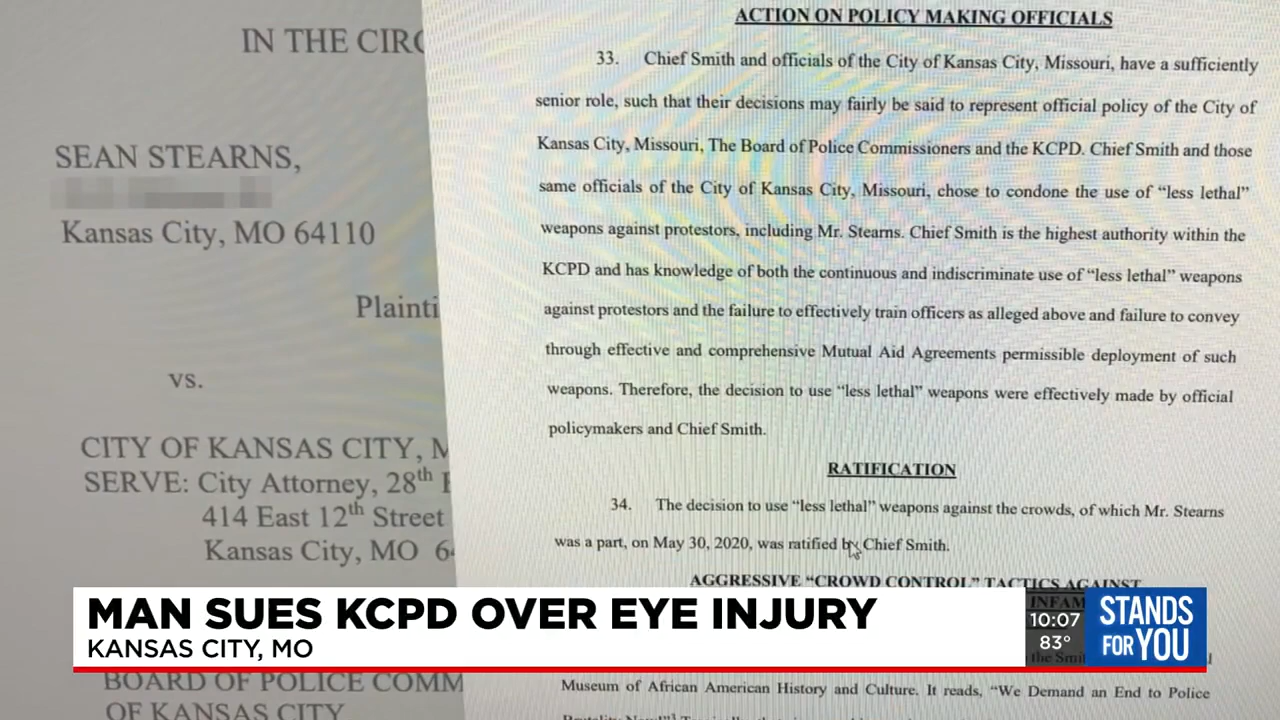 IN THE CIRC
SEAN STEARNS,
Kansas City, MO 64110
Plainti
vs.
CITY OF KANSAS CITY, M
SERVE: City Attorney, 28th
414 East 12th Street
Kansas City, MO 64
BOARD OF POLICE COMM
OF KANSAS CITY
ACTION ON POLICY MAKING OFFICIALS
33. Chief Smith and officials of the City of Kansas City, Missouri, have a sufficiently
senior role, such that their decisions may fairly be said to represent official policy of the City of
Kansas City, Missouri, The Board of Police Commissioners and the KCPD. Chief Smith and those
same officials of the City of Kansas City, Missouri, chose to condone the use of “less lethal”
weapons against protestors, including Mr. Stearns. Chief Smith is the highest authority within the
KCPD and has knowledge of both the continuous and indiscriminate use of “less lethal” weapons
against protestors and the failure to effectively train officers as alleged above and failure to convey
through effective and comprehensive Mutual Aid Agreements permissible deployment of such
weapons. Therefore, the decision to use “less lethal” weapons were effectively made by official
policymakers and Chief Smith.
RATIFICATION
34. The decision to use “less lethal” weapons against the crowds, of which Mr. Stearns
was a part, on May 30, 2020, was ratified by Chief Smith.
AGGRESSIVE “CROWD CONTROL” TACTICS AGAINST
INFAM
the Smi
Museum of African American History and Culture. It reads, “We Demand an End to Police
MAN SUES KCPD OVER EYE INJURY
KANSAS CITY, MO
10:07
83°
STANDS
FOR YOU